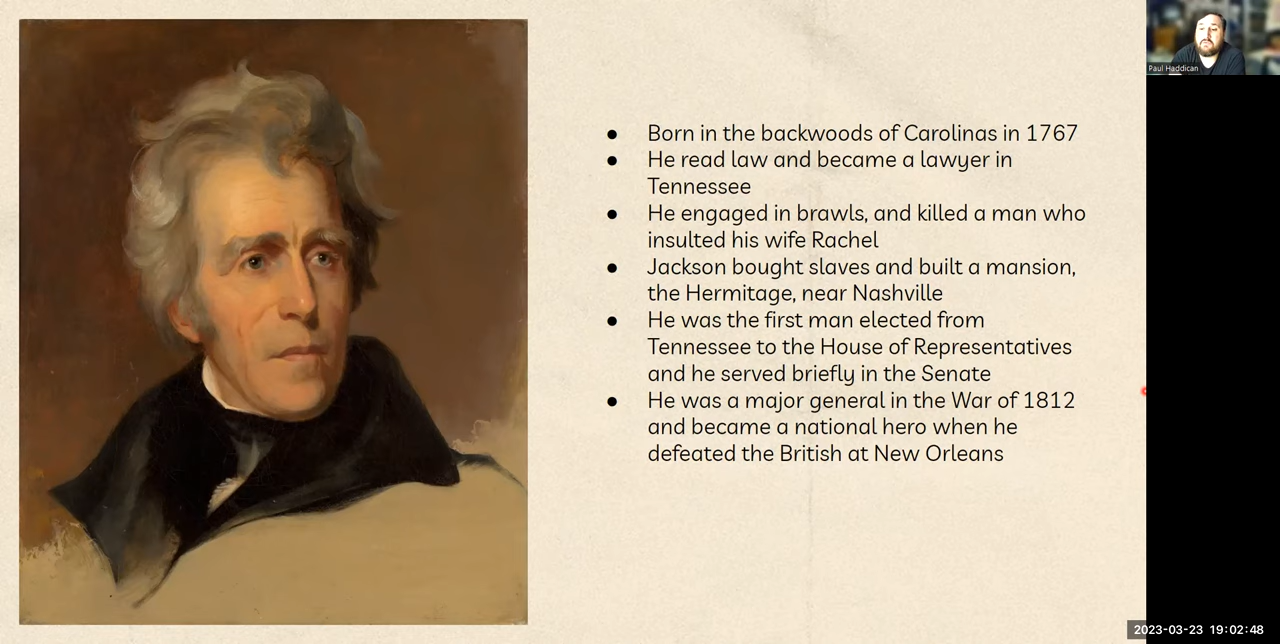 ● Born in the backwoods of Carolinas in 1767
● He read law and became a lawyer in
Tennessee
● He engaged in brawls, and killed a man who
insulted his wife Rachel
● Jackson bought slaves and built a mansion,
the Hermitage, near Nashville
● He was the first man elected from
Tennessee to the House of Representatives
and he served briefly in the Senate
● He was a major general in the War of 1812
and became a national hero when he
defeated the British at New Orleans
Paul Haddican
2023-03-23 19:02:48